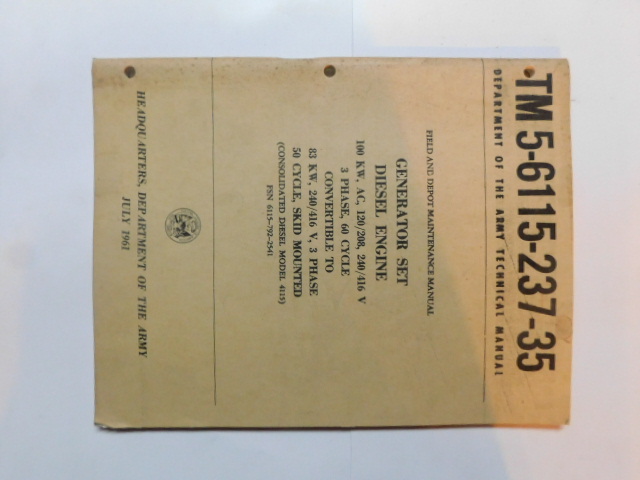 TM 5-6115-237-35
DEPARTMENT OF THE ARMY TECHNICAL MANUAL
FIELD AND DEPOT MAINTENANCE MANUAL
GENERATOR SET
DIESEL ENGINE
100 KW, AC, 120/208, 240/416 V
3 PHASE, 60 CYCLE
CONVERTIBLE TO
83 KW, 240/416 V, 3 PHASE
50 CYCLE, SKID MOUNTED
(CONSOLIDATED DIESEL MODEL 4115)
FSN 6115-792-2541
HEADQUARTERS, DEPARTMENT OF THE ARMY
JULY 1961